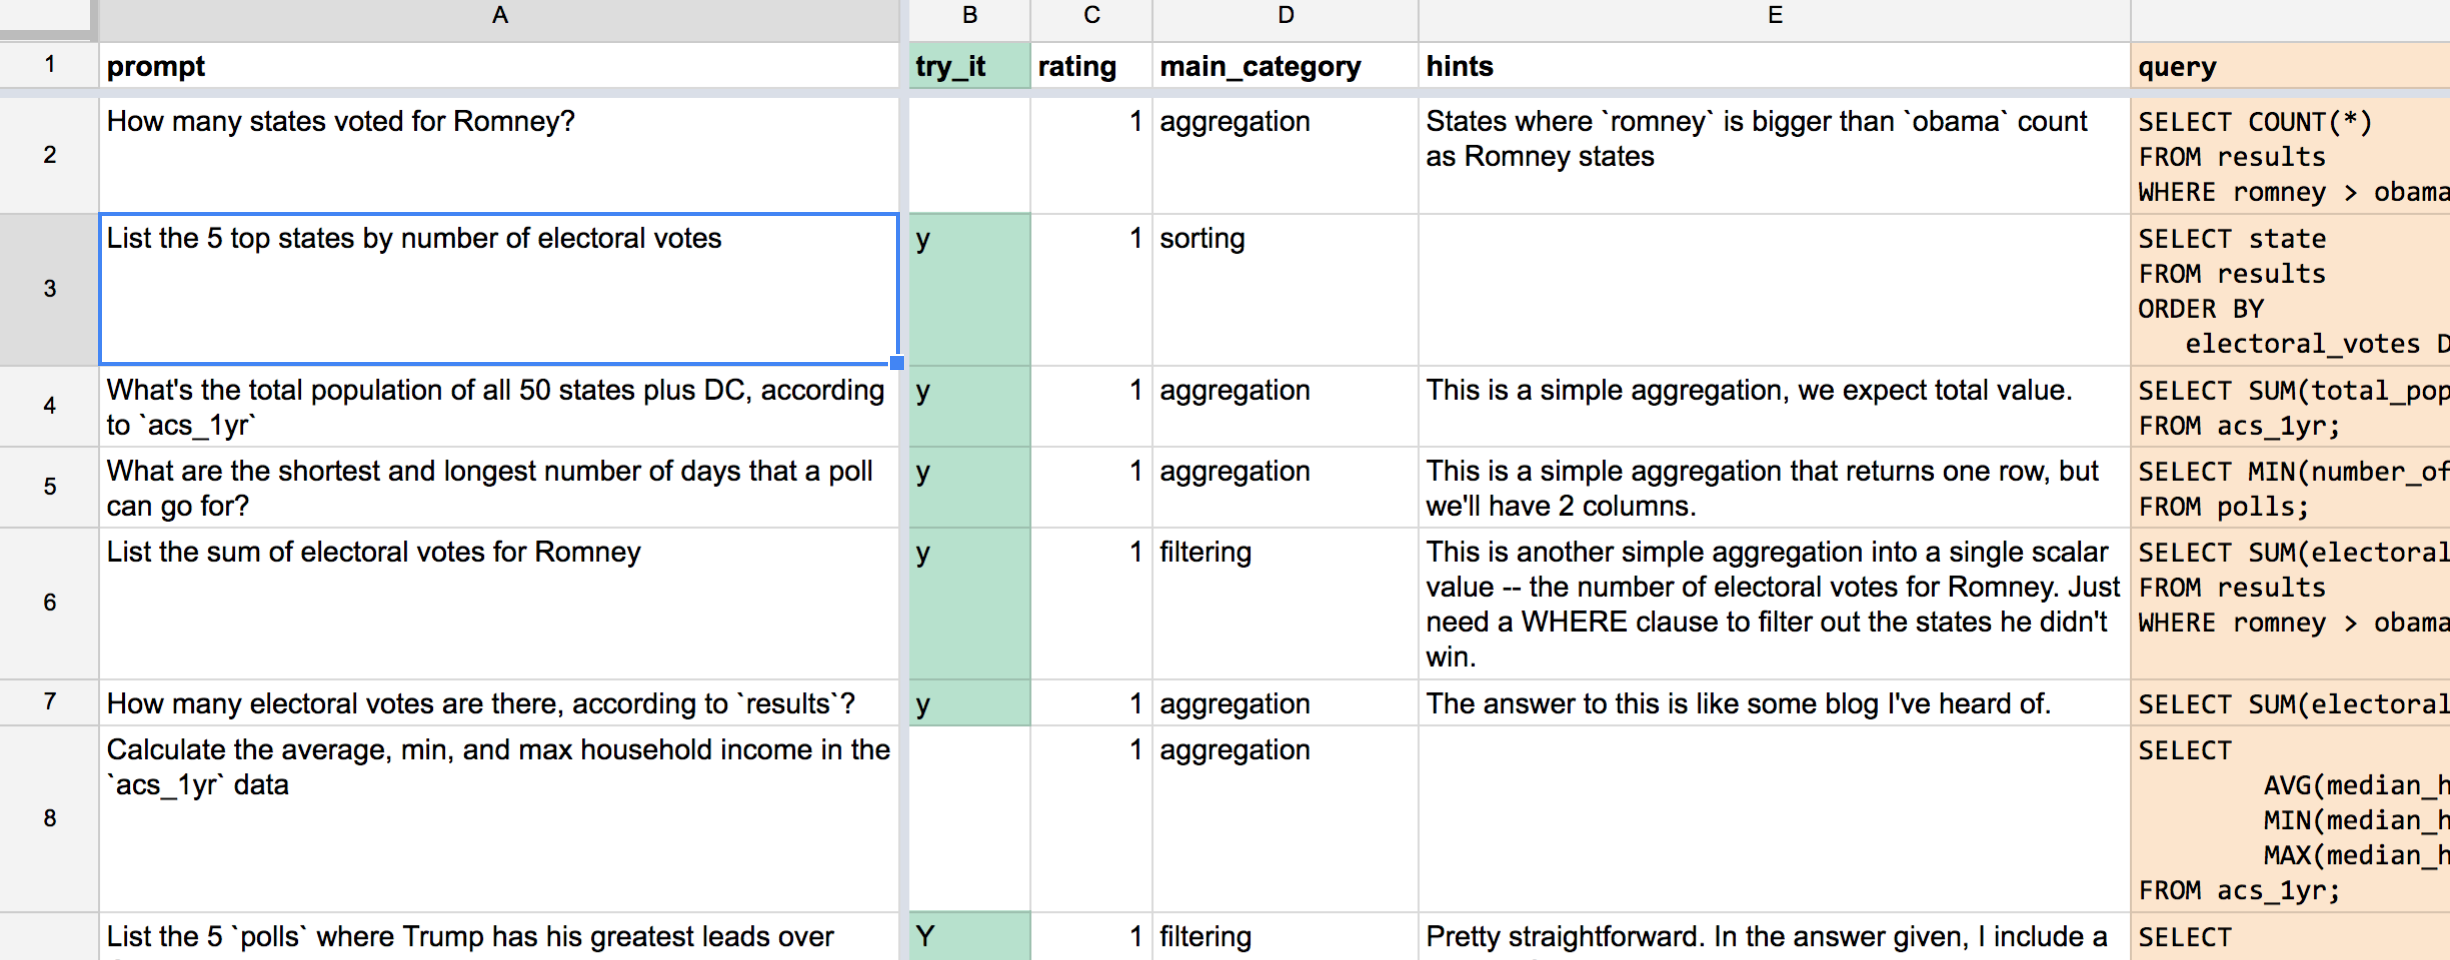 A B C D E
1 prompt try_it rating main_category hints query
2 How many states voted for Romney? 1 aggregation States where `romney` is bigger than `obama` count as Romney states
SELECT COUNT(*)
FROM results
WHERE romney > obama
3 List the 5 top states by number of electoral votes y 1 sorting
SELECT state
FROM results
ORDER BY
electoral_votes D
4 What's the total population of all 50 states plus DC, according
to `acs_1yr`
y 1 aggregation This is a simple aggregation, we expect total value.
SELECT SUM(total_pop
FROM acs_1yr;
5 What are the shortest and longest number of days that a poll
can go for?
y 1 aggregation This is a simple aggregation that returns one row, but
we'll have 2 columns.
SELECT MIN(number_of
FROM polls;
6 List the sum of electoral votes for Romney y 1 filtering
This is another simple aggregation into a single scalar
value -- the number of electoral votes for Romney. Just
need a WHERE clause to filter out the states he didn't
win.
SELECT SUM(electoral
FROM results
WHERE romney > obama
7 How many electoral votes are there, according to `results`? y 1 aggregation The answer to this is like some blog I've heard of. SELECT SUM(electoral
8 Calculate the average, min, and max household income in the
`acs_1yr` data
1 aggregation
SELECT
AVG(median_h
MIN(median_h
MAX(median_h
FROM acs_1yr;
List the 5 `polls` where Trump has his greatest leads over Y 1 filtering Pretty straightforward. In the answer given, I include a SELECT